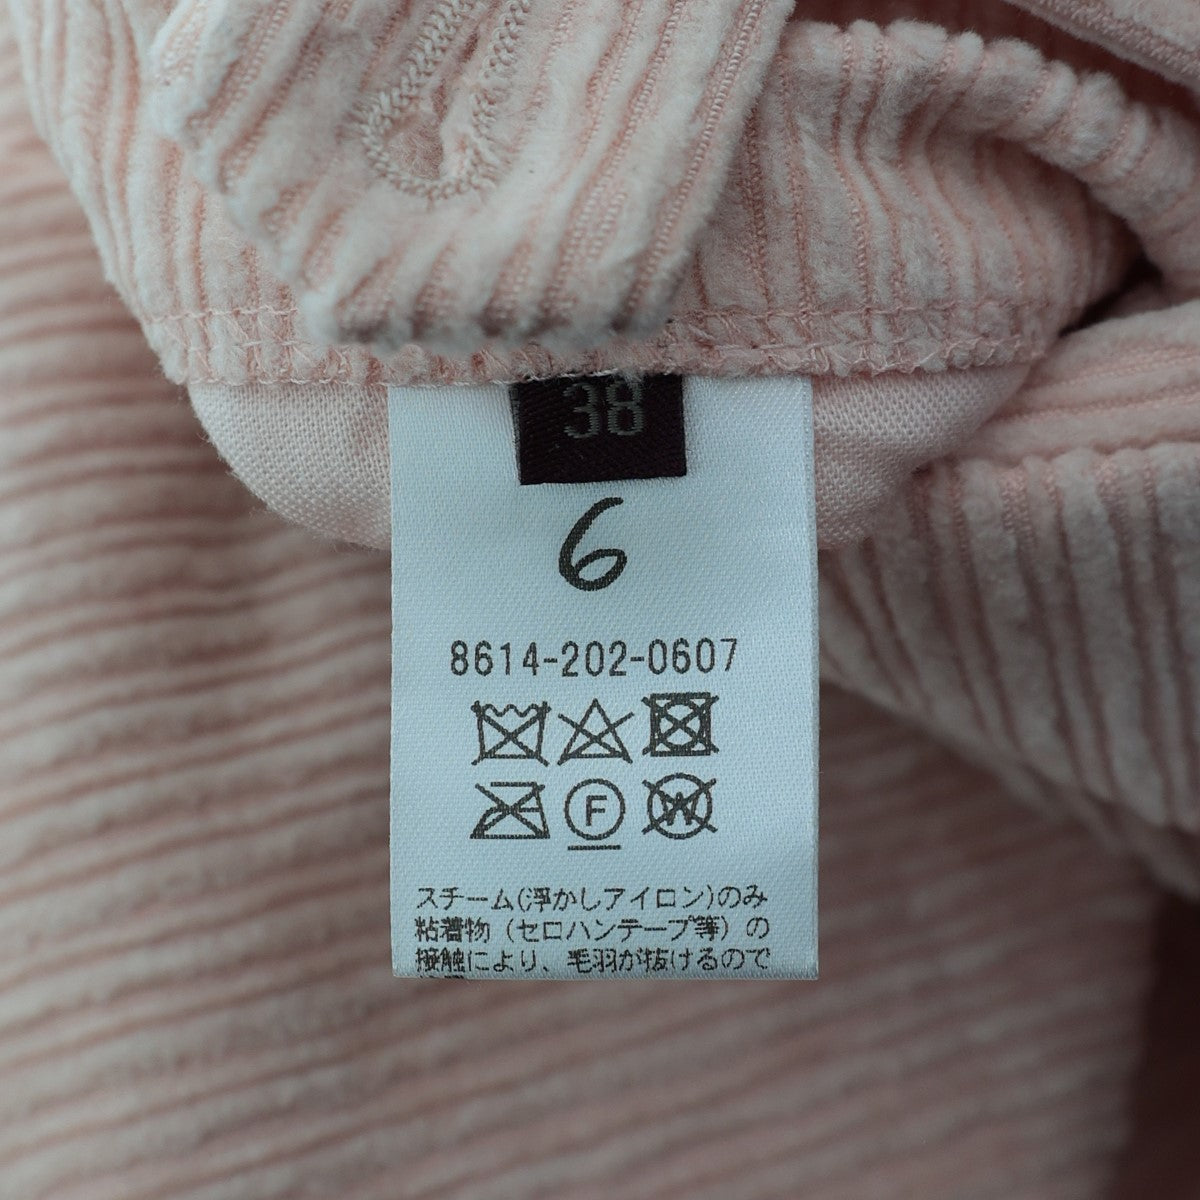 38
6
8614-202-0607
F
W
スチーム(浮かしアイロン)のみ
粘着物（セロハンテープ等）の
接触により、毛羽が抜けるので